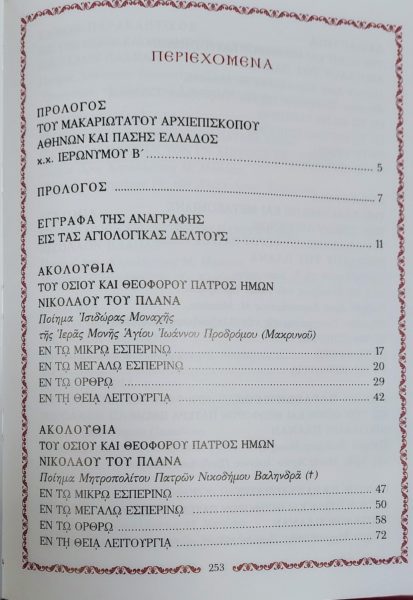 ΠΕΡΙΕΧΟΜΕΝΑ
ΠΡΟΛΟΓΟΣ
ΤΟΥ ΜΑΚΑΡΙΩΤΑΤΟΥ ΑΡΧΙΕΠΙΣΚΟΠΟΥ
ΑΘΗΝΩΝ ΚΑΙ ΠΑΣΗΣ ΕΛΛΑΔΟΣ
κ.κ. ΙΕΡΩΝΥΜΟΥ Β΄ ........ 5
ΠΡΟΛΟΓΟΣ ........ 7
ΕΓΓΡΑΦΑ ΤΗΣ ΑΝΑΓΡΑΦΗΣ
ΕΙΣ ΤΑΣ ΑΓΙΟΛΟΓΙΚΑΣ ΔΕΛΤΟΥΣ ........ 11
ΑΚΟΛΟΥΘΙΑ
ΤΟΥ ΟΣΙΟΥ ΚΑΙ ΘΕΟΦΟΡΟΥ ΠΑΤΡΟΣ ΗΜΩΝ
ΝΙΚΟΛΑΟΥ ΤΟΥ ΠΛΑΝΑ
Ποίημα Ἰσιδώρας Μοναχῆς
τῆς Ἱερᾶς Μονῆς Ἁγίου Ἰωάννου Προδρόμου (Μακρυνοῦ)
ΕΝ ΤΩͺ ΜΙΚΡΩͺ ΕΣΠΕΡΙΝΩͺ ........ 17
ΕΝ ΤΩͺ ΜΕΓΑΛΩͺ ΕΣΠΕΡΙΝΩͺ ........ 20
ΕΝ ΤΩͺ ΟΡΘΡΩͺ ........ 29
ΕΝ ΤΗͺ ΘΕΙΑͺ ΛΕΙΤΟΥΡΓΙΑͺ ........ 42
ΑΚΟΛΟΥΘΙΑ
ΤΟΥ ΟΣΙΟΥ ΚΑΙ ΘΕΟΦΟΡΟΥ ΠΑΤΡΟΣ ΗΜΩΝ
ΝΙΚΟΛΑΟΥ ΤΟΥ ΠΛΑΝΑ
Ποίημα Μητροπολίτου Πατρῶν Νικοδήμου Βαληνδρᾶ (†)
ΕΝ ΤΩͺ ΜΙΚΡΩͺ ΕΣΠΕΡΙΝΩͺ ........ 47
ΕΝ ΤΩͺ ΜΕΓΑΛΩͺ ΕΣΠΕΡΙΝΩͺ ........ 50
ΕΝ ΤΩͺ ΟΡΘΡΩͺ ........ 58
ΕΝ ΤΗͺ ΘΕΙΑͺ ΛΕΙΤΟΥΡΓΙΑͺ ........ 72
253